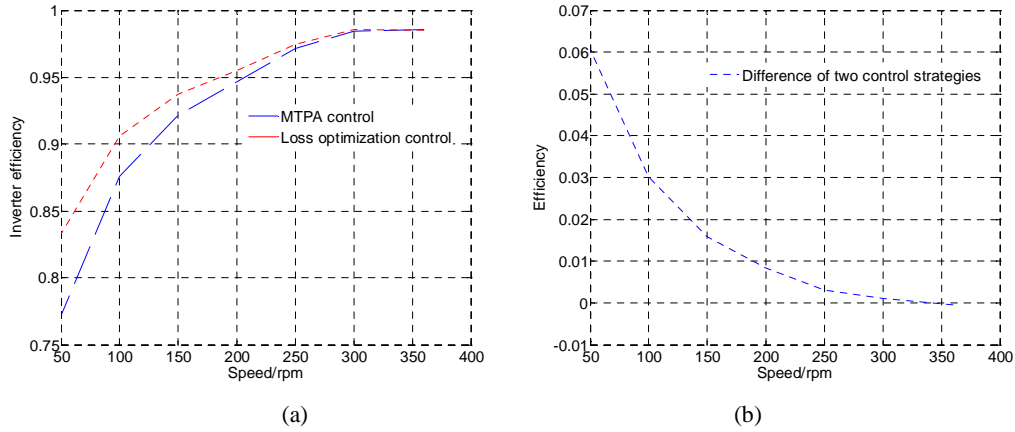 1
0.95
0.9
0.85
0.8
0.75
50 100 150 200 250 300 350 400
Inverter efficiency
Speed/rpm
MTPA control
Loss optimization control
(a)
0.07
0.06
0.05
0.04
0.03
0.02
0.01
0
-0.01
50 100 150 200 250 300 350 400
Efficiency
Speed/rpm
Difference of two control strategies
(b)